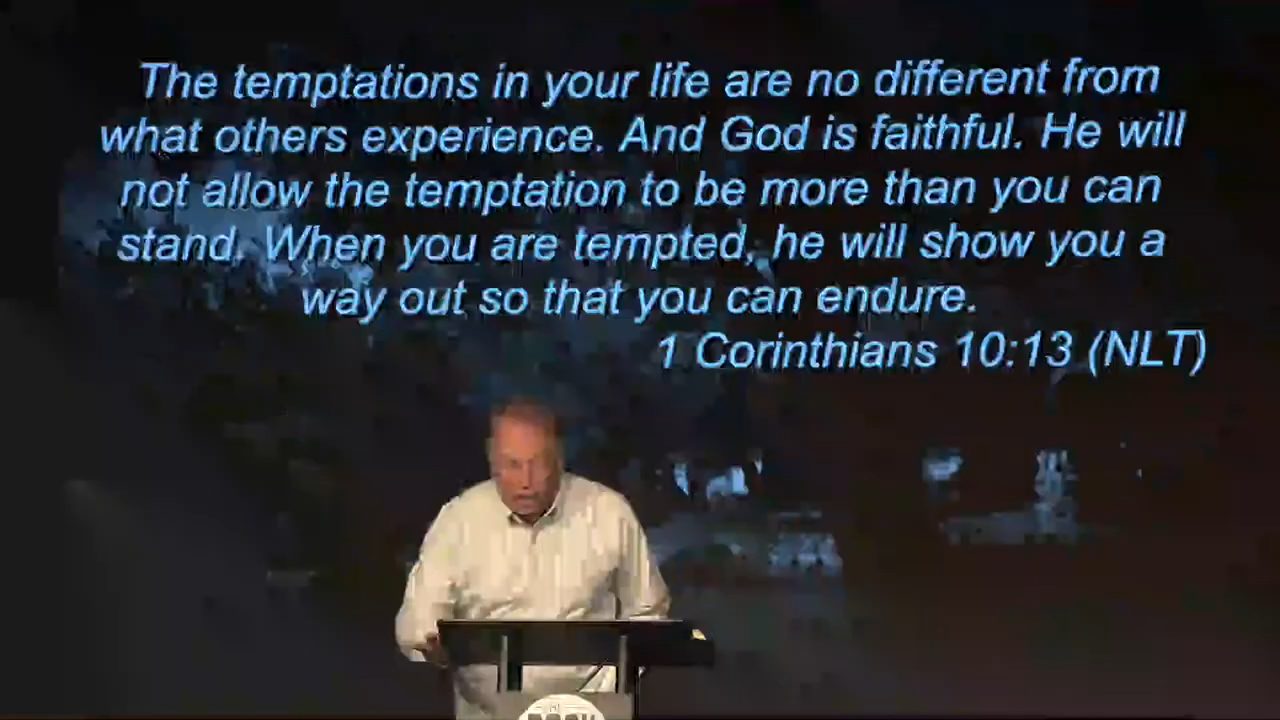 The temptations in your life are no different from
what others experience. And God is faithful. He will
not allow the temptation to be more than you can
stand. When you are tempted, he will show you a
way out so that you can endure.
1 Corinthians 10:13 (NLT)